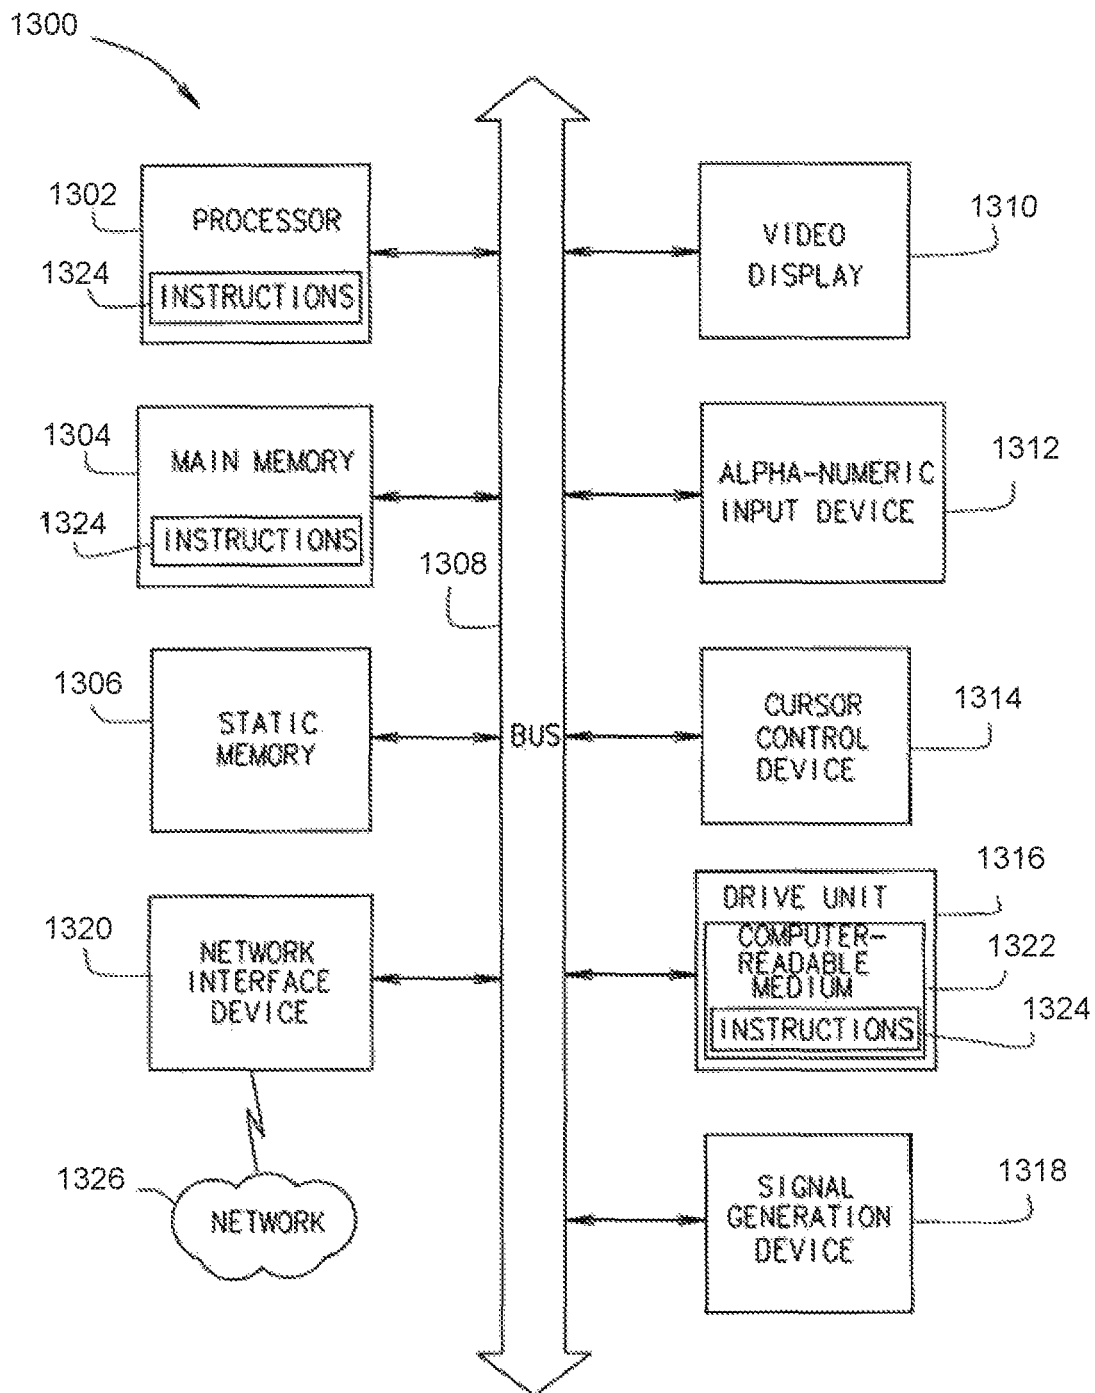 1300
1302
PROCESSOR
1324
INSTRUCTIONS
1304
MAIN MEMORY
1324
INSTRUCTIONS
1308
1306
STATIC
MEMORY
1320
NETWORK
INTERFACE
DEVICE
1326
NETWORK
BUS
VIDEO
DISPLAY
1310
ALPHA-NUMERIC
INPUT DEVICE
1312
CURSOR
CONTROL
DEVICE
1314
DRIVE UNIT
1316
COMPUTER-
READABLE
MEDIUM
1322
INSTRUCTIONS
1324
SIGNAL
GENERATION
DEVICE
1318